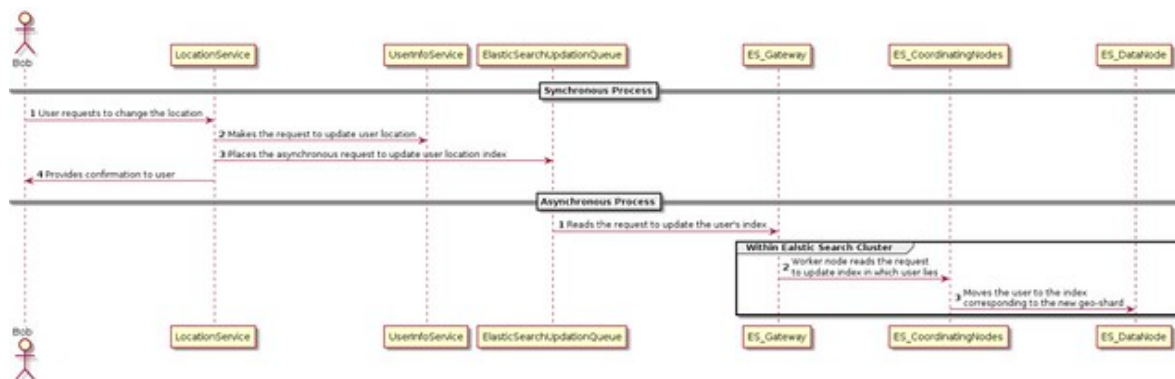 Bob
LocationService
UserInfoService
ElasticSearchUpdationQueue
ES_Gateway
ES_CoordinatingNodes
ES_DataNode
Synchronous Process
1 User requests to change the location
2 Makes the request to update user location
3 Places the asynchronous request to update user location index
4 Provides confirmation to user
Asynchronous Process
1 Reads the request to update the user's index
Within Ealstic Search Cluster
2 Worker node reads the request
to update index in which user lies
3 Moves the user to the index
corresponding to the new geo-shard
Bob
LocationService
UserInfoService
ElasticSearchUpdationQueue
ES_Gateway
ES_CoordinatingNodes
ES_DataNode